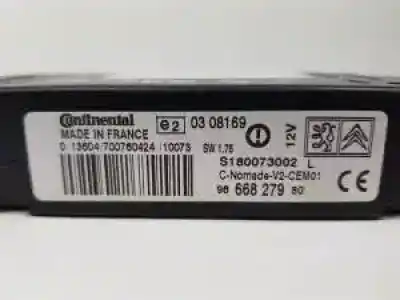 Continental
MADE IN FRANCE
e2
03 08169
12V
0 13604 700760424 10073
SW 1.75
S180073002 L
C-Nomade-V2-CEM01
96 668 279 80
CE